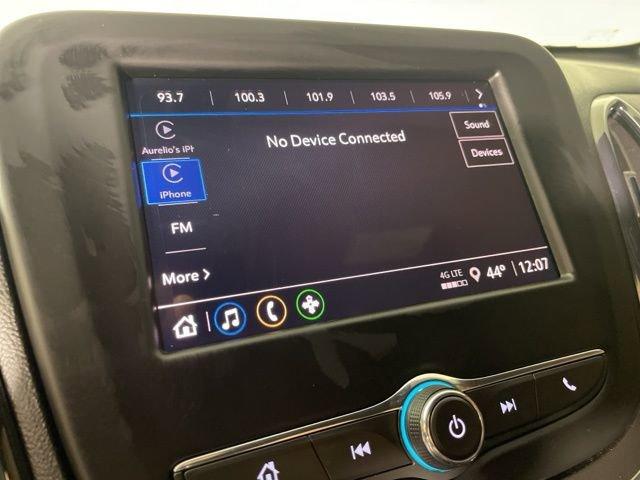 93.7 | 100.3 | 101.9 | 103.5 | 105.9
Aurelio's iPh
No Device Connected
Sound
Devices
iPhone
FM
More
4G LTE 44° 12:07